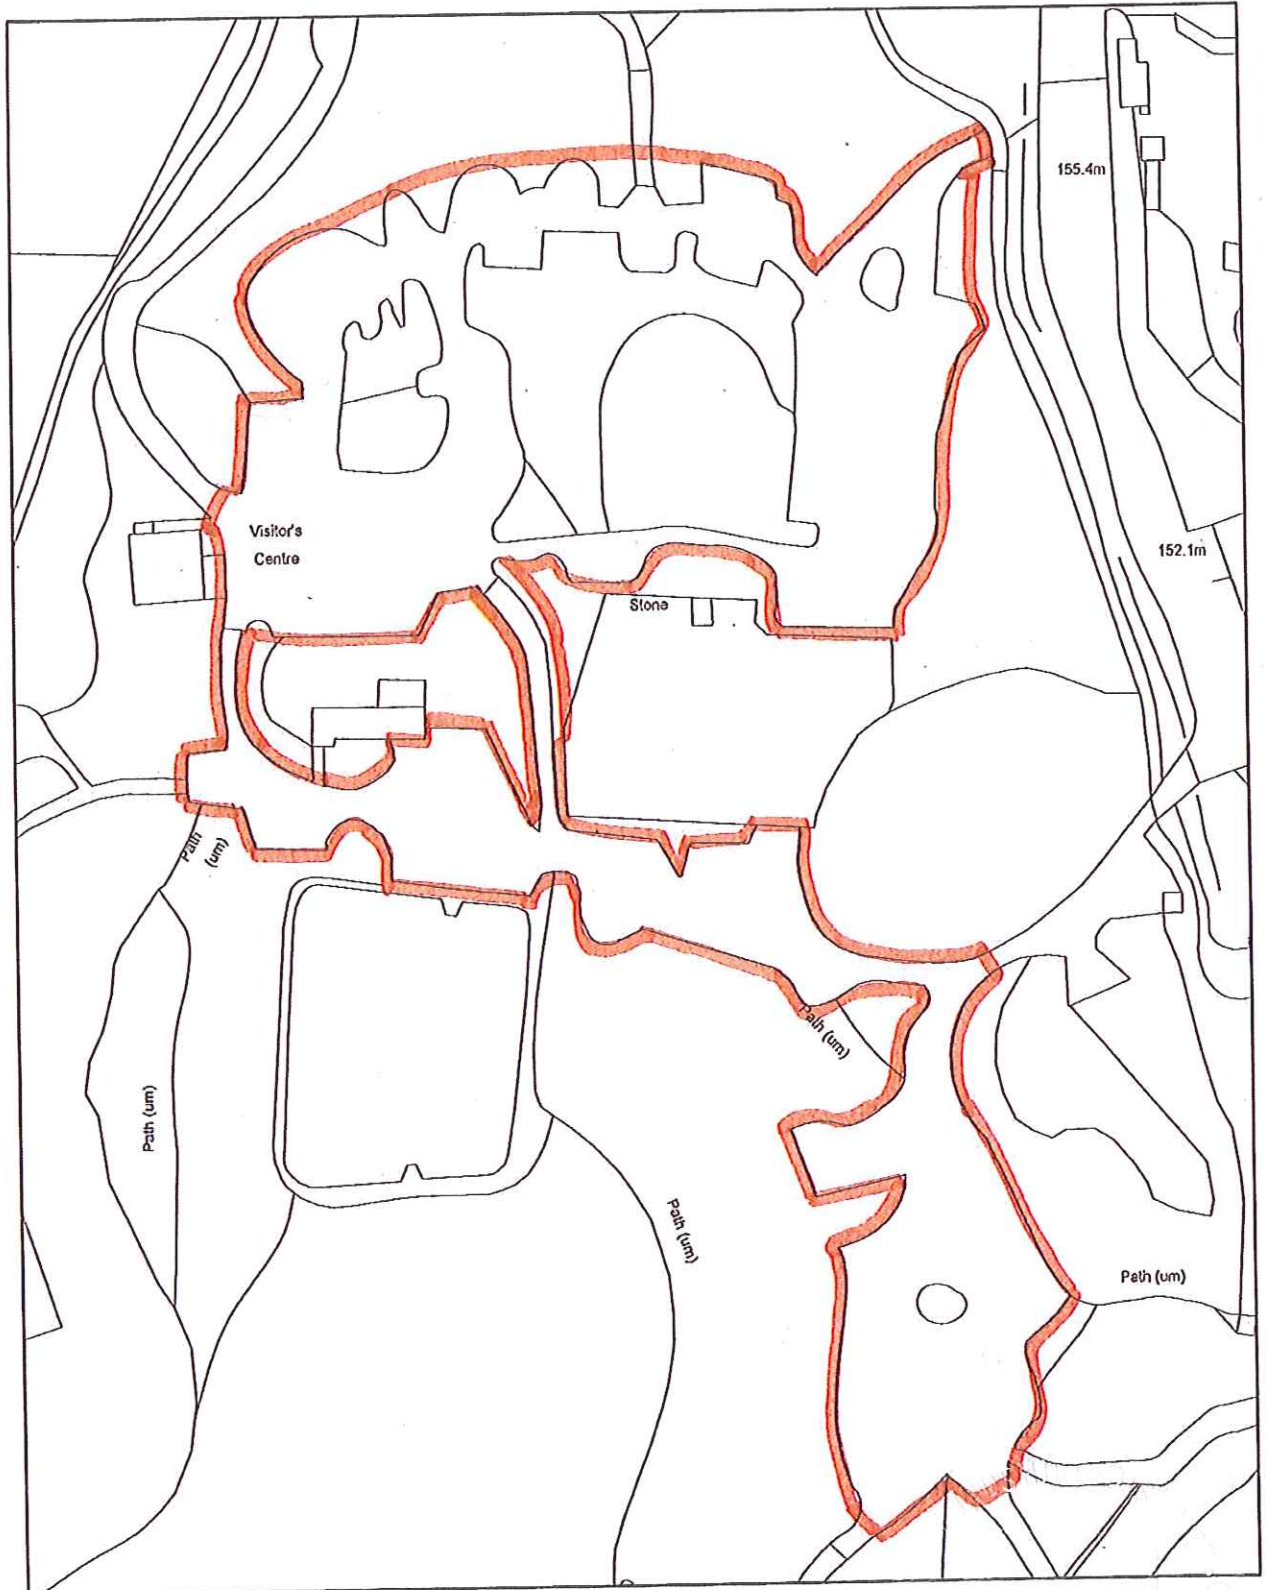 155.4m
Visitor's
Centre
152.1m
Stone
Path
(um)
Path (um)
Path (um)
Path (um)
Path (um)